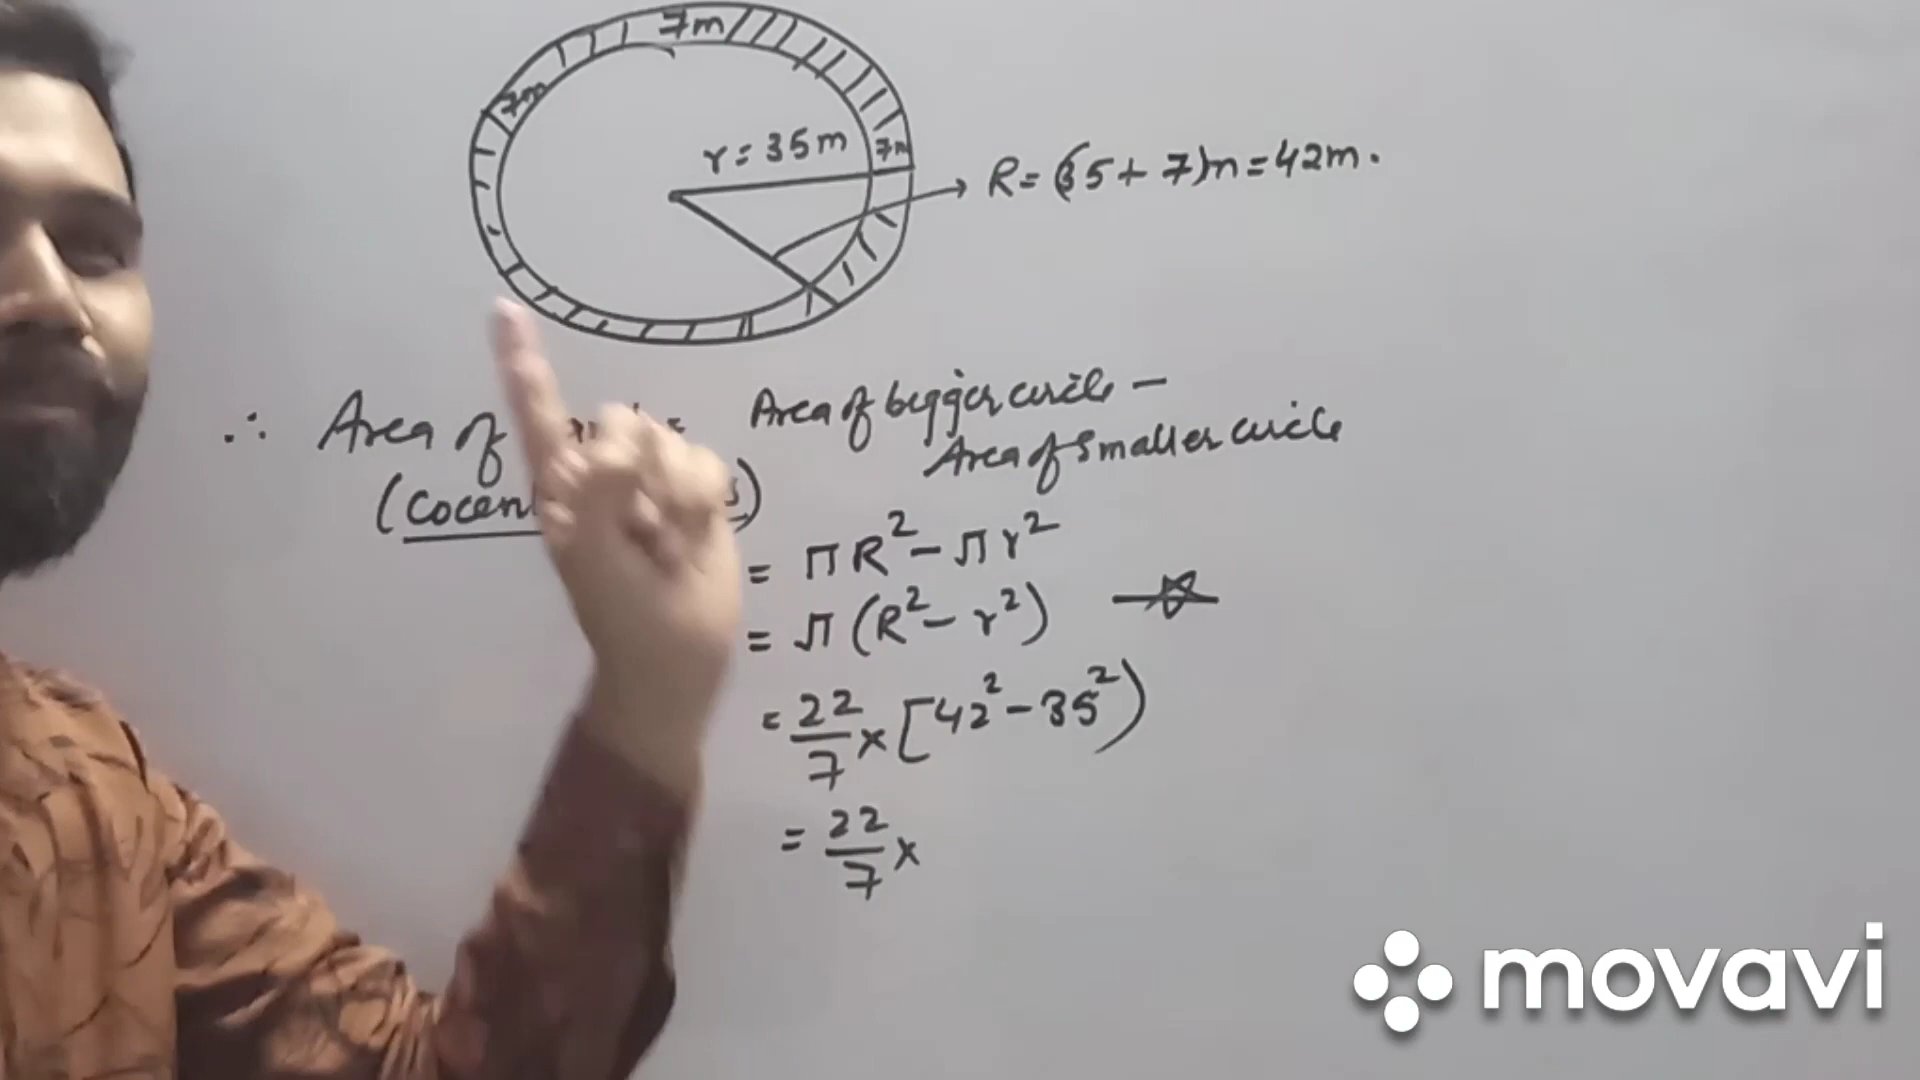 7m
7m
r = 35m 7m
R = (35 + 7)m = 42m.
∴ Area of = Area of bigger circle -
Area of smaller circle
(Cocen )
= πR² - πr²
= π(R² - r²)
= 22/7 × [42² - 35²)
= 22/7 ×
movavi